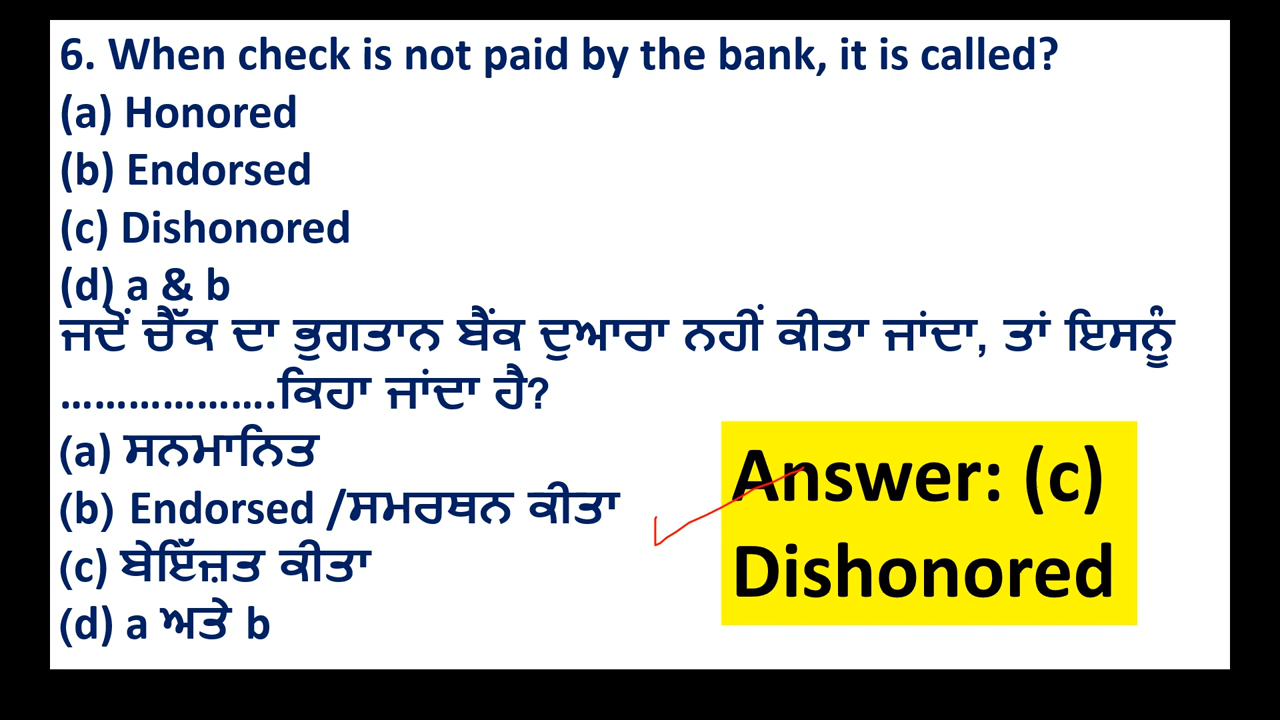 6. When check is not paid by the bank, it is called?
(a) Honored
(b) Endorsed
(c) Dishonored
(d) a & b
ਜਦੋਂ ਚੈੱਕ ਦਾ ਭੁਗਤਾਨ ਬੈਂਕ ਦੁਆਰਾ ਨਹੀਂ ਕੀਤਾ ਜਾਂਦਾ, ਤਾਂ ਇਸਨੂੰ
...................ਕਿਹਾ ਜਾਂਦਾ ਹੈ?
(a) ਸਨਮਾਨਿਤ
(b) Endorsed /ਸਮਰਥਨ ਕੀਤਾ
(c) ਬੇਇੱਜ਼ਤ ਕੀਤਾ
(d) a ਅਤੇ b
Answer: (c)
Dishonored